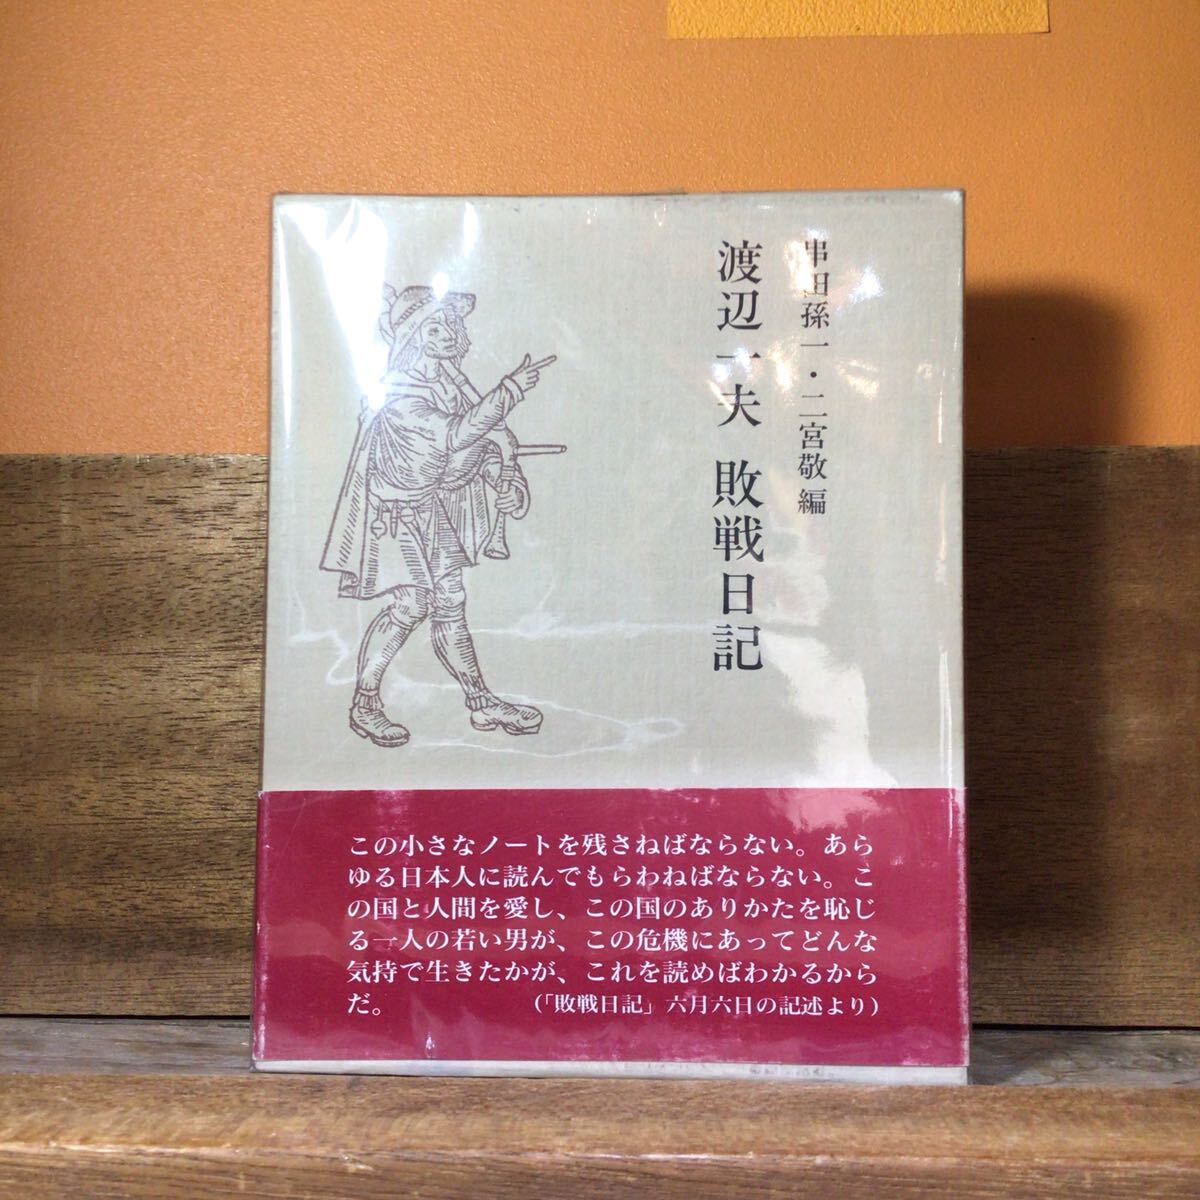 串田孫一・二宮敬 編
渡辺一夫 敗戦日記
この小さなノートを残さねばならない。あら
ゆる日本人に読んでもらわねばならない。こ
の国と人間を愛し、この国のありかたを恥じ
る一人の若い男が、この危機にあってどんな
気持で生きたかが、これを読めばわかるから
だ。　　　　　（「敗戦日記」六月六日の記述より）